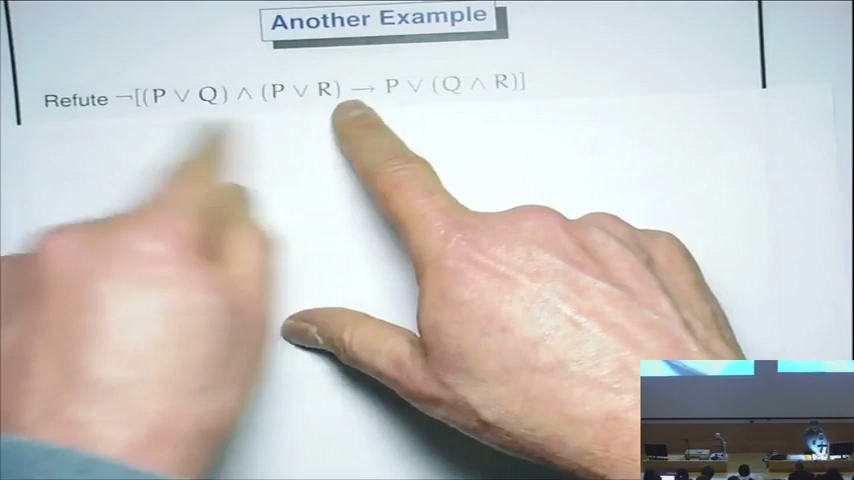 Another Example
Refute ¬[(P ∨ Q) ∧ (P ∨ R) → P ∨ (Q ∧ R)]